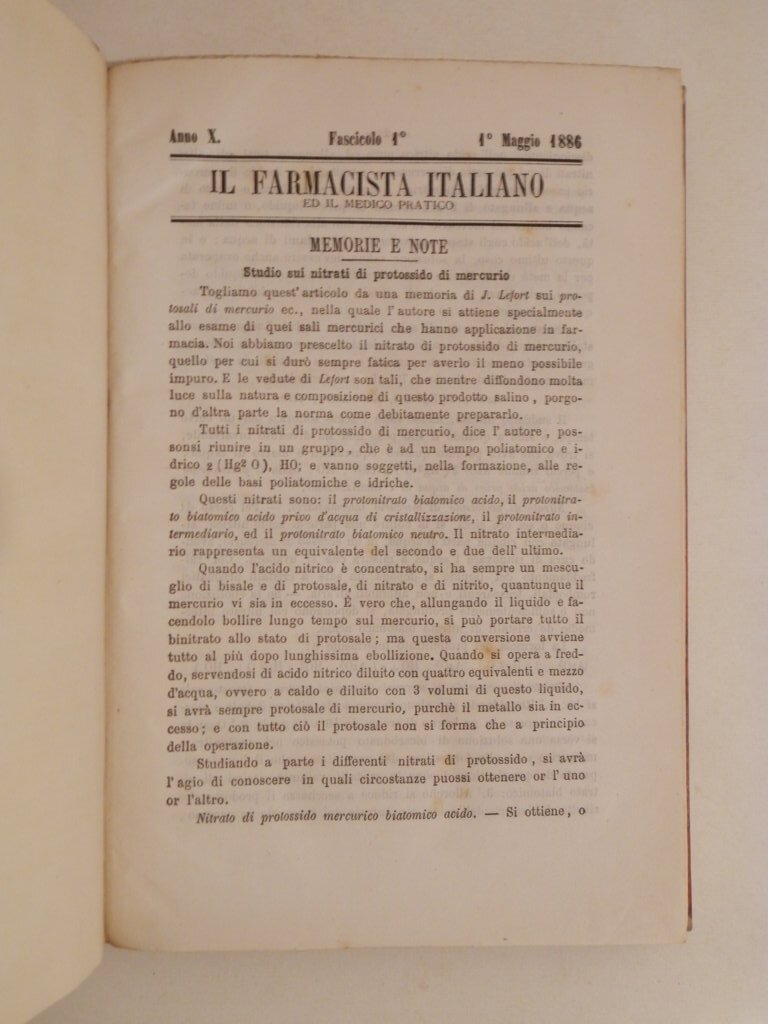 Anno X. Fascicolo 1° 1° Maggio 1886
IL FARMACISTA ITALIANO
ED IL MEDICO PRATICO
MEMORIE E NOTE
Studio sui nitrati di protossido di mercurio
Togliamo quest'articolo da una memoria di J. Lefort sui pro-
tosali di mercurio ec., nella quale l'autore si attiene specialmente
allo esame di quei sali mercurici che hanno applicazione in far-
macia. Noi abbiamo prescelto il nitrato di protossido di mercurio,
quello per cui si durò sempre fatica per averlo il meno possibile
impuro. E le vedute di Lefort son tali, che mentre diffondono molta
luce sulla natura e composizione di questo prodotto salino, porgo-
no d'altra parte la norma come debitamente prepararlo.
Tutti i nitrati di protossido di mercurio, dice l'autore, pos-
sonsi riunire in un gruppo, che è ad un tempo poliatomico e i-
drico 2 (Hg² O), HO; e vanno soggetti, nella formazione, alle re-
gole delle basi poliatomiche e idriche.
Questi nitrati sono: il protonitrato biatomico acido, il protonitra-
to biatomico acido privo d'acqua di cristallizzazione, il protonitrato in-
termediario, ed il protonitrato biatomico neutro. Il nitrato intermedia-
rio rappresenta un equivalente del secondo e due dell'ultimo.
Quando l'acido nitrico è concentrato, si ha sempre un mescu-
glio di bisale e di protosale, di nitrato e di nitrito, quantunque il
mercurio vi sia in eccesso. É vero che, allungando il liquido e fa-
cendolo bollire lungo tempo sul mercurio, si può portare tutto il
binitrato allo stato di protosale; ma questa conversione avviene
tutto al più dopo lunghissima ebollizione. Quando si opera a fred-
do, servendosi di acido nitrico diluito con quattro equivalenti e mezzo
d'acqua, ovvero a caldo e diluito con 3 volumi di questo liquido,
si avrà sempre protosale di mercurio, purchè il metallo sia in ec-
cesso; e con tutto ciò il protosale non si forma che a principio
della operazione.
Studiando a parte i differenti nitrati di protossido, si avrà
l'agio di conoscere in quali circostanze puossi ottenere or l'uno
or l'altro.
Nitrato di protossido mercurico biatomico acido. — Si ottiene, o